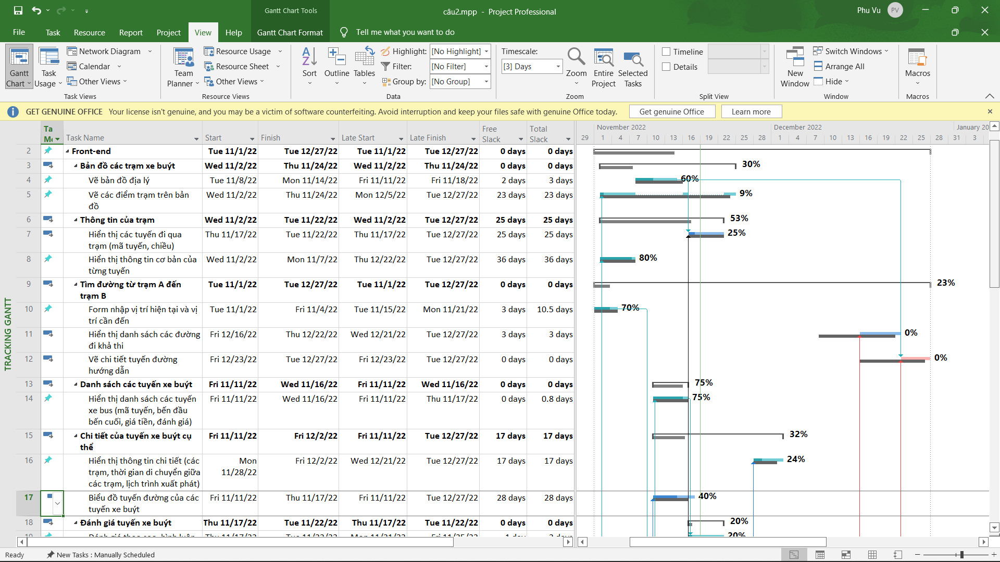 Gantt Chart Tools
câu2.mpp - Project Professional
Phu Vu
PV
File Task Resource Report Project View Help Gantt Chart Format Tell me what you want to do
Gantt Chart
Task Usage
Network Diagram
Calendar
Other Views
Task Views
Team Planner
Resource Usage
Resource Sheet
Other Views
Resource Views
Sort
Outline
Tables
Highlight: [No Highlight]
Filter: [No Filter]
Group by: [No Group]
Data
Timescale:
[3] Days
Zoom
Entire Project
Selected Tasks
Zoom
Timeline
Details
Split View
New Window
Switch Windows
Arrange All
Hide
Window
Macros
Macros
GET GENUINE OFFICE Your license isn't genuine, and you may be a victim of software counterfeiting. Avoid interruption and keep your files safe with genuine Office today. Get genuine Office Learn more
Task Name Start Finish Late Start Late Finish Free Slack Total Slack
November 2022 December 2022
29 1 4 7 10 13 16 19 22 25 28 1 4 7 10 13 16 19 22 25 28 31 3
TRACKING GANTT
2 Front-end Tue 11/1/22 Tue 12/27/22 Tue 11/1/22 Tue 12/27/22 0 days 0 days
3 Bản đồ các trạm xe buýt Wed 11/2/22 Thu 11/24/22 Wed 11/2/22 Thu 11/24/22 0 days 0 days 30%
4 Vẽ bản đồ địa lý Tue 11/8/22 Mon 11/14/22 Fri 11/11/22 Fri 11/18/22 2 days 3 days 60%
5 Vẽ các điểm trạm trên bản đồ Wed 11/2/22 Thu 11/24/22 Mon 12/5/22 Tue 12/27/22 23 days 23 days 9%
6 Thông tin của trạm Wed 11/2/22 Tue 11/22/22 Wed 11/2/22 Tue 12/27/22 25 days 25 days 53%
7 Hiển thị các tuyến đi qua trạm (mã tuyến, chiều) Thu 11/17/22 Tue 11/22/22 Thu 11/17/22 Tue 12/27/22 25 days 25 days 25%
8 Hiển thị thông tin cơ bản của từng tuyến Wed 11/2/22 Mon 11/7/22 Thu 12/22/22 Tue 12/27/22 36 days 36 days 80%
9 Tìm đường từ trạm A đến trạm B Tue 11/1/22 Tue 12/27/22 Tue 11/1/22 Tue 12/27/22 0 days 0 days 23%
10 Form nhập vị trí hiện tại và vị trí cần đến Tue 11/1/22 Fri 11/4/22 Tue 11/15/22 Mon 11/21/22 3 days 10.5 days 70%
11 Hiển thị danh sách các đường đi khả thi Fri 12/16/22 Thu 12/22/22 Wed 12/21/22 Tue 12/27/22 3 days 3 days 0%
12 Vẽ chi tiết tuyến đường hướng dẫn Fri 12/23/22 Tue 12/27/22 Fri 12/23/22 Tue 12/27/22 0 days 0 days 0%
13 Danh sách các tuyến xe buýt Fri 11/11/22 Wed 11/16/22 Fri 11/11/22 Wed 11/16/22 0 days 0 days 75%
14 Hiển thị danh sách các tuyến xe bus (mã tuyến, bến đầu bến cuối, giá tiền, đánh giá) Fri 11/11/22 Wed 11/16/22 Fri 11/11/22 Thu 11/17/22 0 days 0.8 days 75%
15 Chi tiết của tuyến xe buýt cụ thể Fri 11/11/22 Fri 12/2/22 Fri 11/11/22 Tue 12/27/22 17 days 17 days 32%
16 Hiển thị thông tin chi tiết (các trạm, thời gian di chuyển giữa các trạm, lịch trình xuất phát) Mon 11/28/22 Fri 12/2/22 Wed 12/21/22 Tue 12/27/22 17 days 17 days 24%
17 Biểu đồ tuyến đường của các tuyến xe buýt Fri 11/11/22 Thu 11/17/22 Fri 11/11/22 Tue 12/27/22 28 days 28 days 40%
18 Đánh giá tuyến xe buýt Thu 11/17/22 Tue 11/22/22 Thu 11/17/22 Tue 11/22/22 0 days 0 days 20%
20%
Ready New Tasks : Manually Scheduled